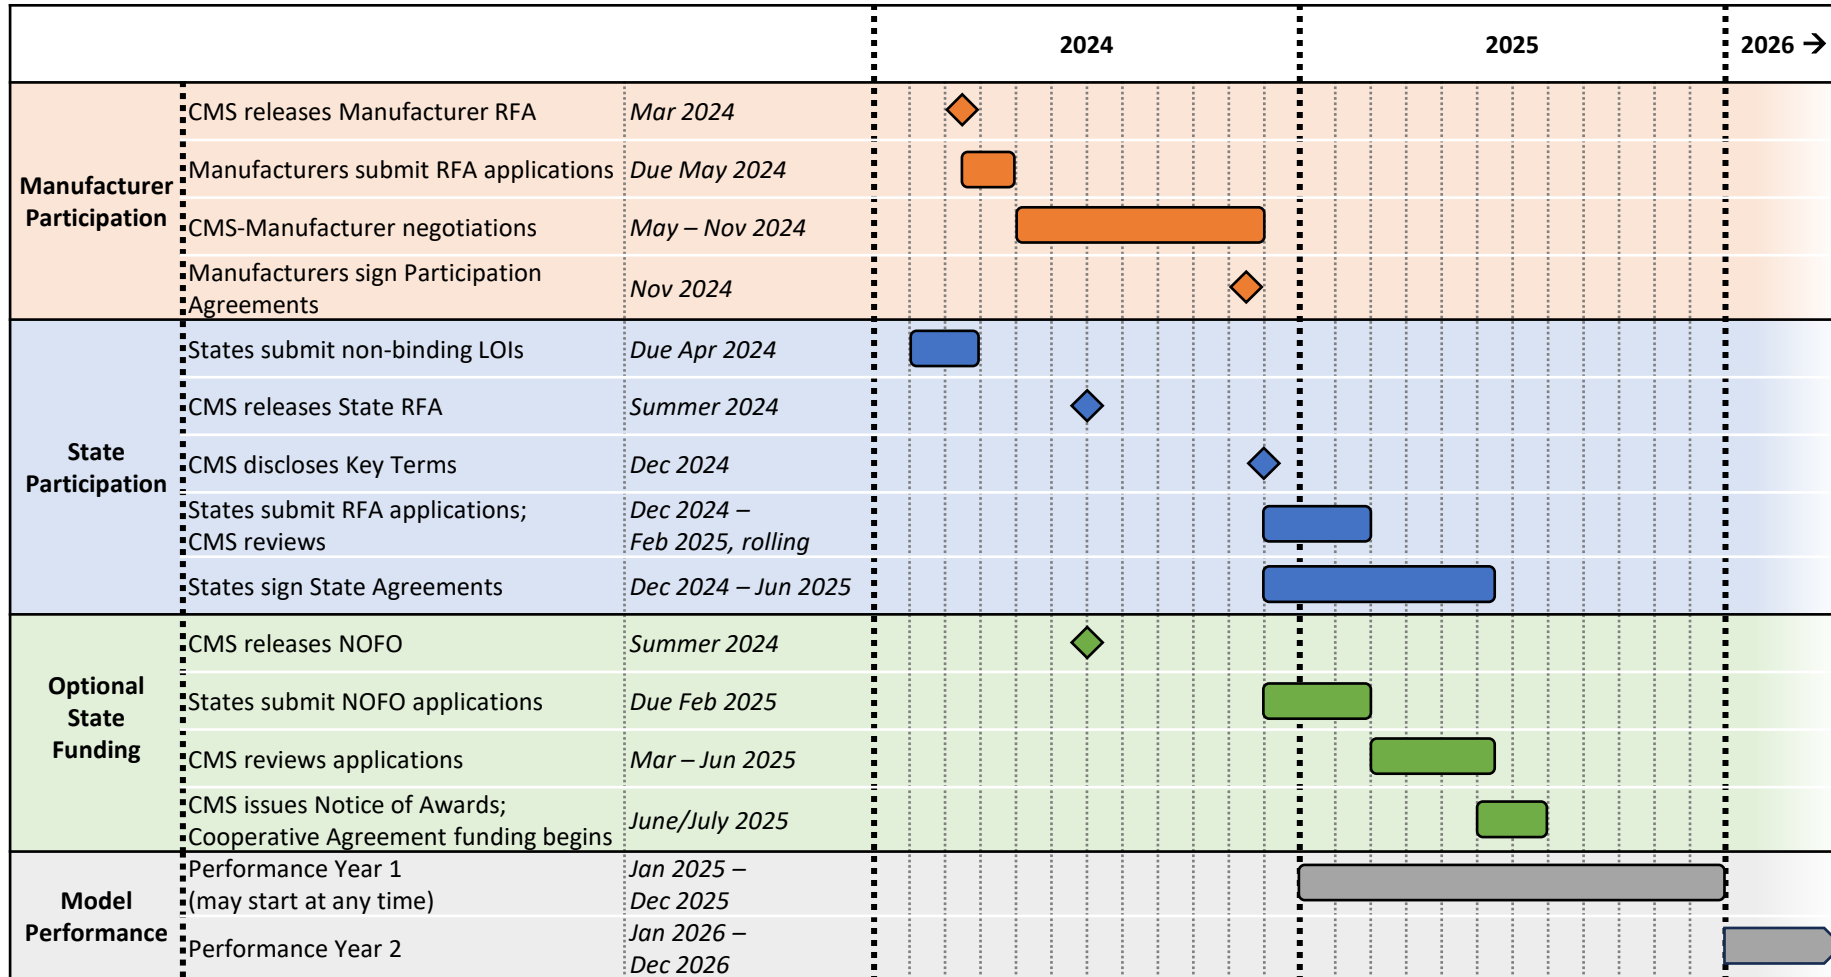 2024
2025
2026 →
Manufacturer
Participation
CMS releases Manufacturer RFA
Mar 2024
Manufacturers submit RFA applications
Due May 2024
CMS-Manufacturer negotiations
May – Nov 2024
Manufacturers sign Participation
Agreements
Nov 2024
State
Participation
States submit non-binding LOIs
Due Apr 2024
CMS releases State RFA
Summer 2024
CMS discloses Key Terms
Dec 2024
States submit RFA applications;
CMS reviews
Dec 2024 –
Feb 2025, rolling
States sign State Agreements
Dec 2024 – Jun 2025
Optional
State
Funding
CMS releases NOFO
Summer 2024
States submit NOFO applications
Due Feb 2025
CMS reviews applications
Mar – Jun 2025
CMS issues Notice of Awards;
Cooperative Agreement funding begins
June/July 2025
Model
Performance
Performance Year 1
(may start at any time)
Jan 2025 –
Dec 2025
Performance Year 2
Jan 2026 –
Dec 2026